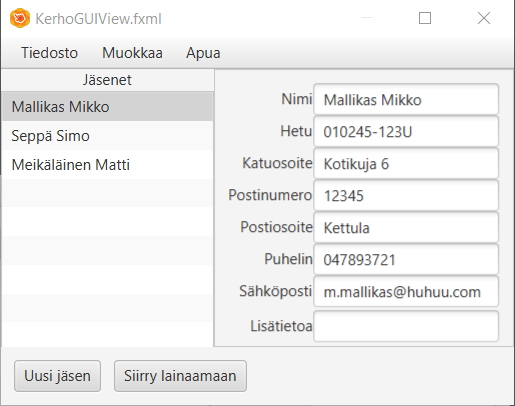 KerhoGUIView.fxml
Tiedosto Muokkaa Apua
Jäsenet
Mallikas Mikko
Seppä Simo
Meikäläinen Matti
Nimi Mallikas Mikko
Hetu 010245-123U
Katuosoite Kotikuja 6
Postinumero 12345
Postiosoite Kettula
Puhelin 047893721
Sähköposti m.mallikas@huhuu.com
Lisätietoa
Uusi jäsen Siirry lainaamaan